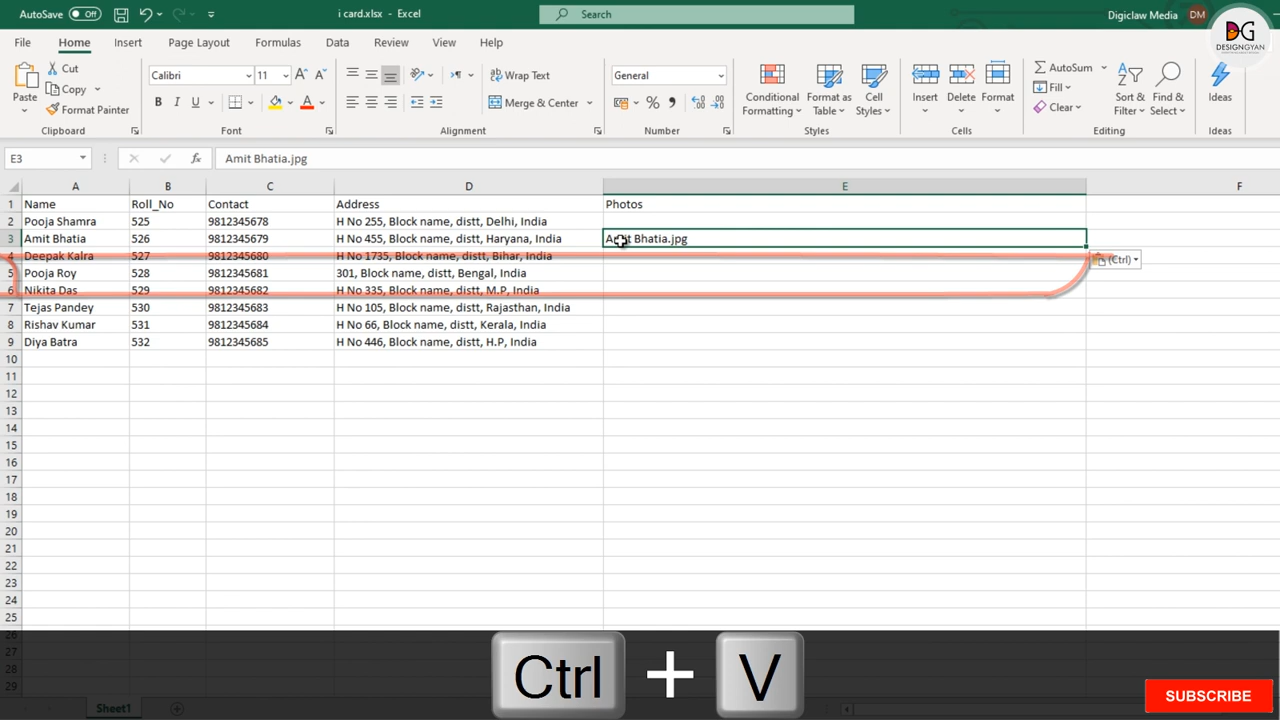 AutoSave Off i card.xlsx - Excel Search Digiclaw Media DM
DG
DESIGNGYAN
File Home Insert Page Layout Formulas Data Review View Help
Paste Cut Copy Format Painter
Calibri 11 A A
B I U A
Wrap Text
Merge & Center
General
% ,
Conditional Formatting Format as Table Cell Styles
Insert Delete Format
AutoSum
Fill
Clear
Sort & Filter Find & Select
Ideas
Clipboard Font Alignment Number Styles Cells Editing Ideas
E3 fx Amit Bhatia.jpg
A B C D E F
1 Name Roll_No Contact Address Photos
2 Pooja Shamra 525 9812345678 H No 255, Block name, distt, Delhi, India
3 Amit Bhatia 526 9812345679 H No 455, Block name, distt, Haryana, India Amit Bhatia.jpg
4 Deepak Kalra 527 9812345680 H No 1735, Block name, distt, Bihar, India
(Ctrl)
5 Pooja Roy 528 9812345681 301, Block name, distt, Bengal, India
6 Nikita Das 529 9812345682 H No 335, Block name, distt, M.P, India
7 Tejas Pandey 530 9812345683 H No 105, Block name, distt, Rajasthan, India
8 Rishav Kumar 531 9812345684 H No 66, Block name, distt, Kerala, India
9 Diya Batra 532 9812345685 H No 446, Block name, distt, H.P, India
10
11
12
13
14
15
16
17
18
19
20
21
22
23
24
25
26
27
28
29
Ctrl + V
SUBSCRIBE
Sheet1